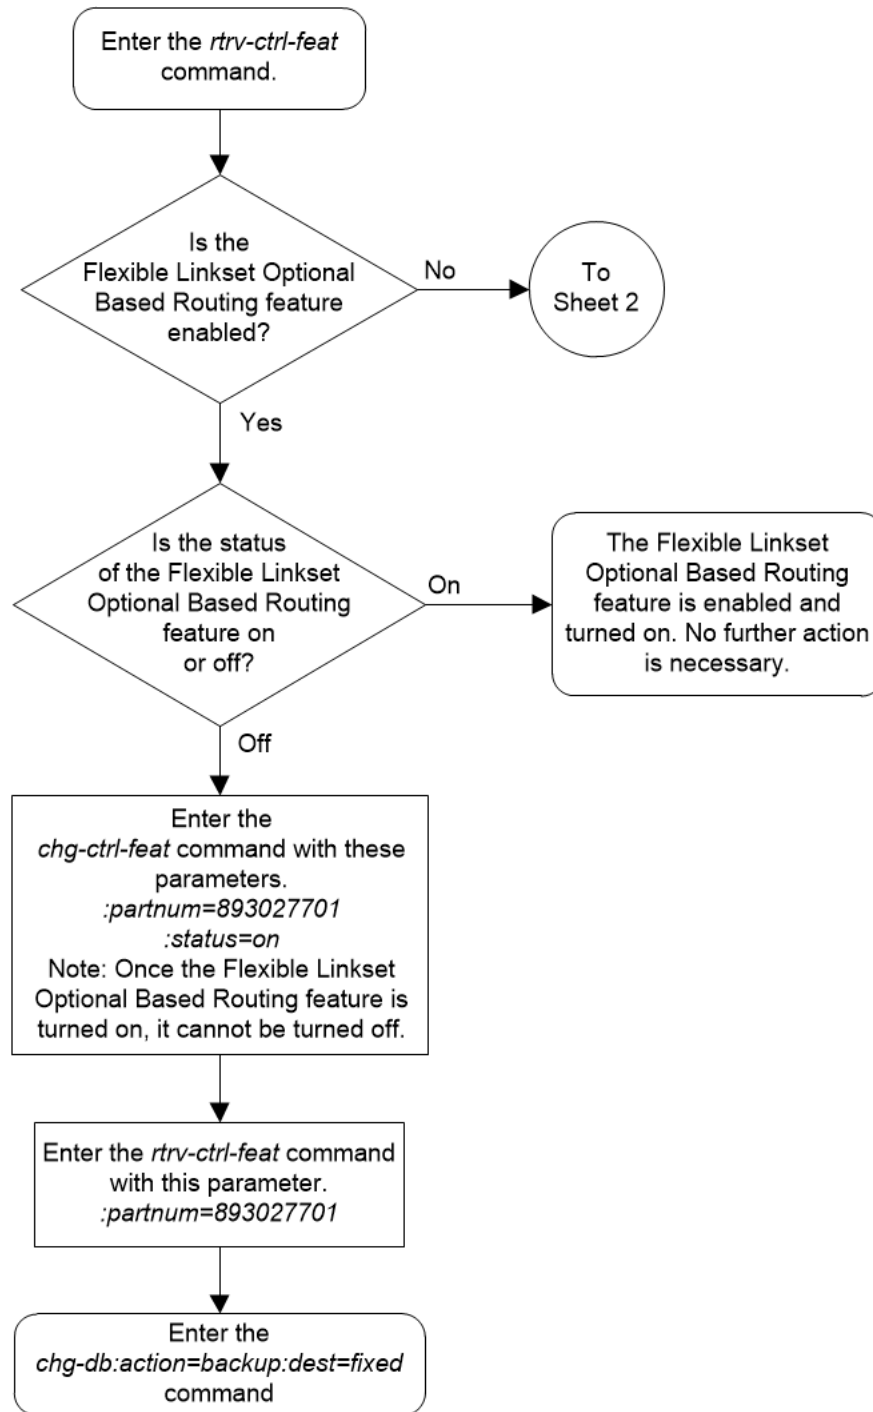 Enter the rtrv-ctrl-feat
command.
Is the
Flexible Linkset Optional
Based Routing feature
enabled?
No
To
Sheet 2
Yes
Is the status
of the Flexible Linkset
Optional Based Routing
feature on
or off?
On
The Flexible Linkset
Optional Based Routing
feature is enabled and
turned on. No further action
is necessary.
Off
Enter the
chg-ctrl-feat command with these
parameters.
:partnum=893027701
:status=on
Note: Once the Flexible Linkset
Optional Based Routing feature is
turned on, it cannot be turned off.
Enter the rtrv-ctrl-feat command
with this parameter.
:partnum=893027701
Enter the
chg-db:action=backup:dest=fixed
command